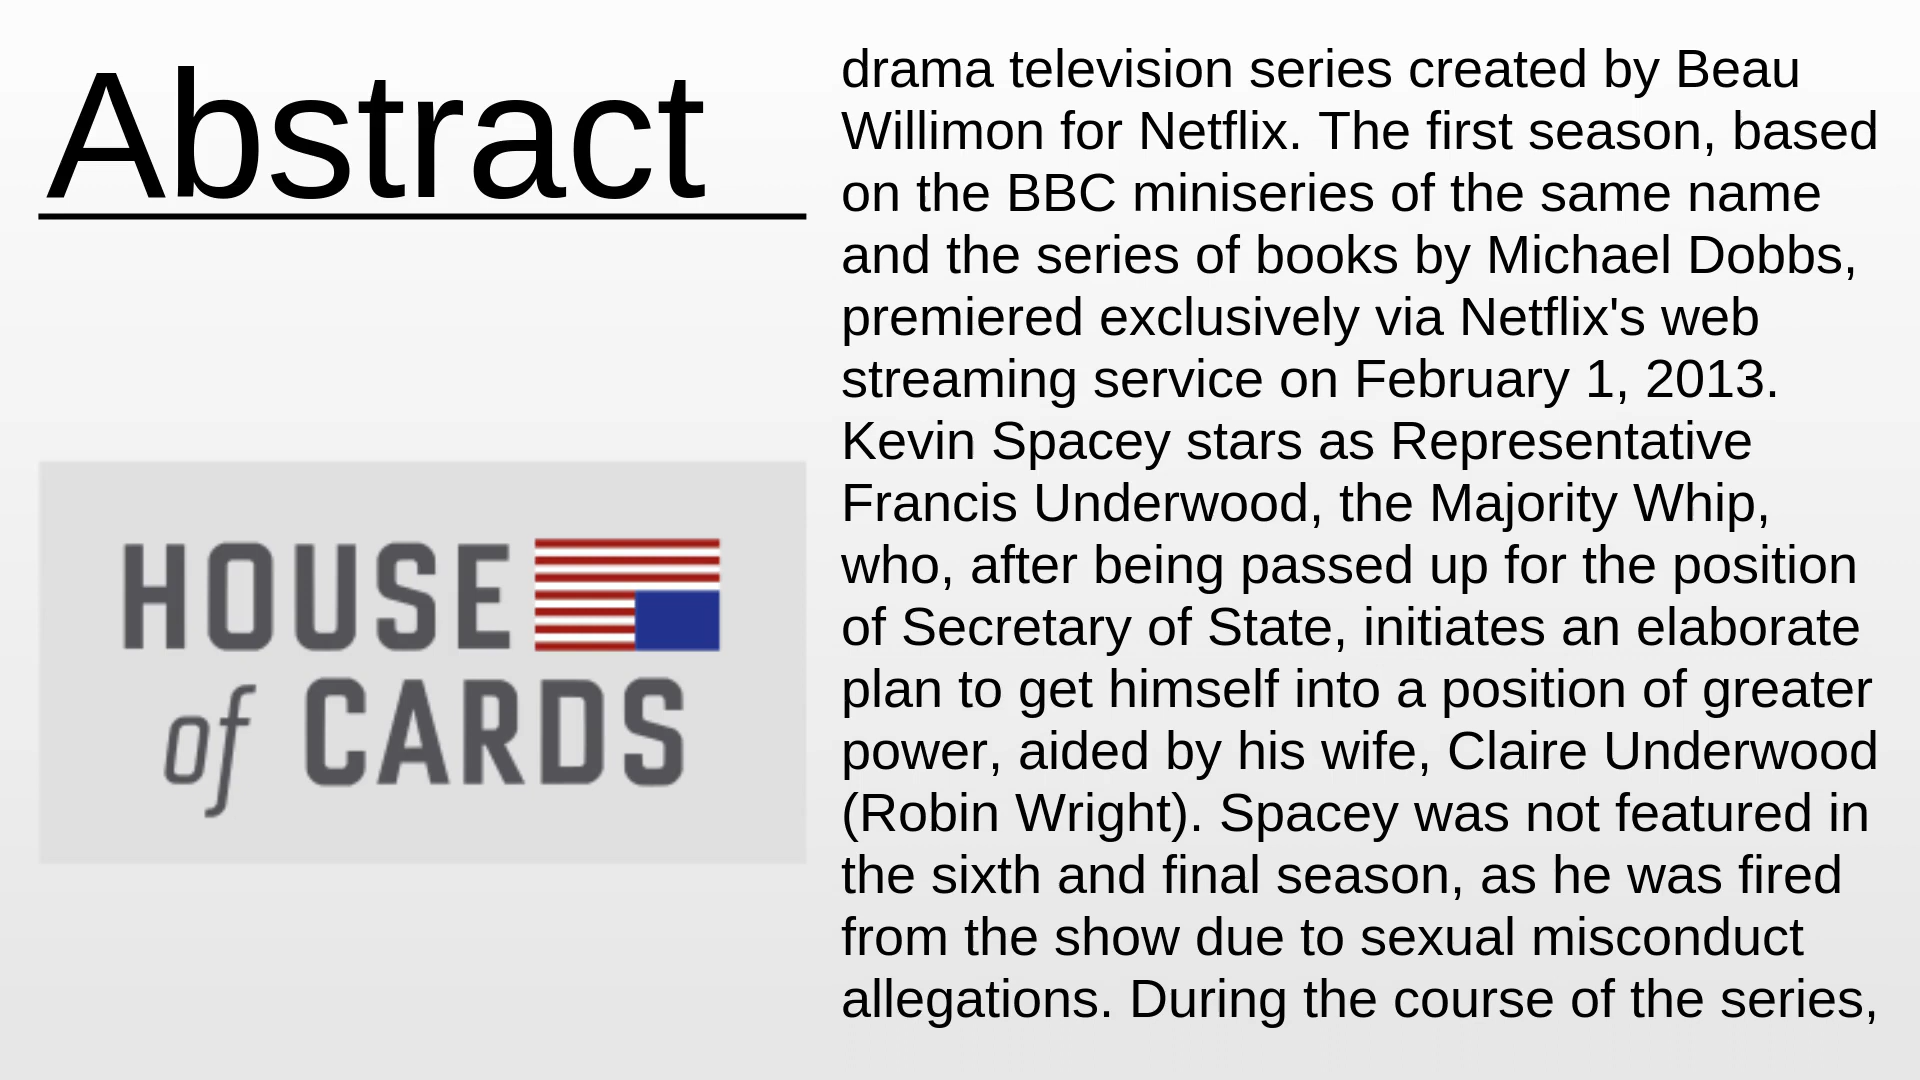 Abstract
HOUSE
of CARDS
drama television series created by Beau
Willimon for Netflix. The first season, based
on the BBC miniseries of the same name
and the series of books by Michael Dobbs,
premiered exclusively via Netflix's web
streaming service on February 1, 2013.
Kevin Spacey stars as Representative
Francis Underwood, the Majority Whip,
who, after being passed up for the position
of Secretary of State, initiates an elaborate
plan to get himself into a position of greater
power, aided by his wife, Claire Underwood
(Robin Wright). Spacey was not featured in
the sixth and final season, as he was fired
from the show due to sexual misconduct
allegations. During the course of the series,